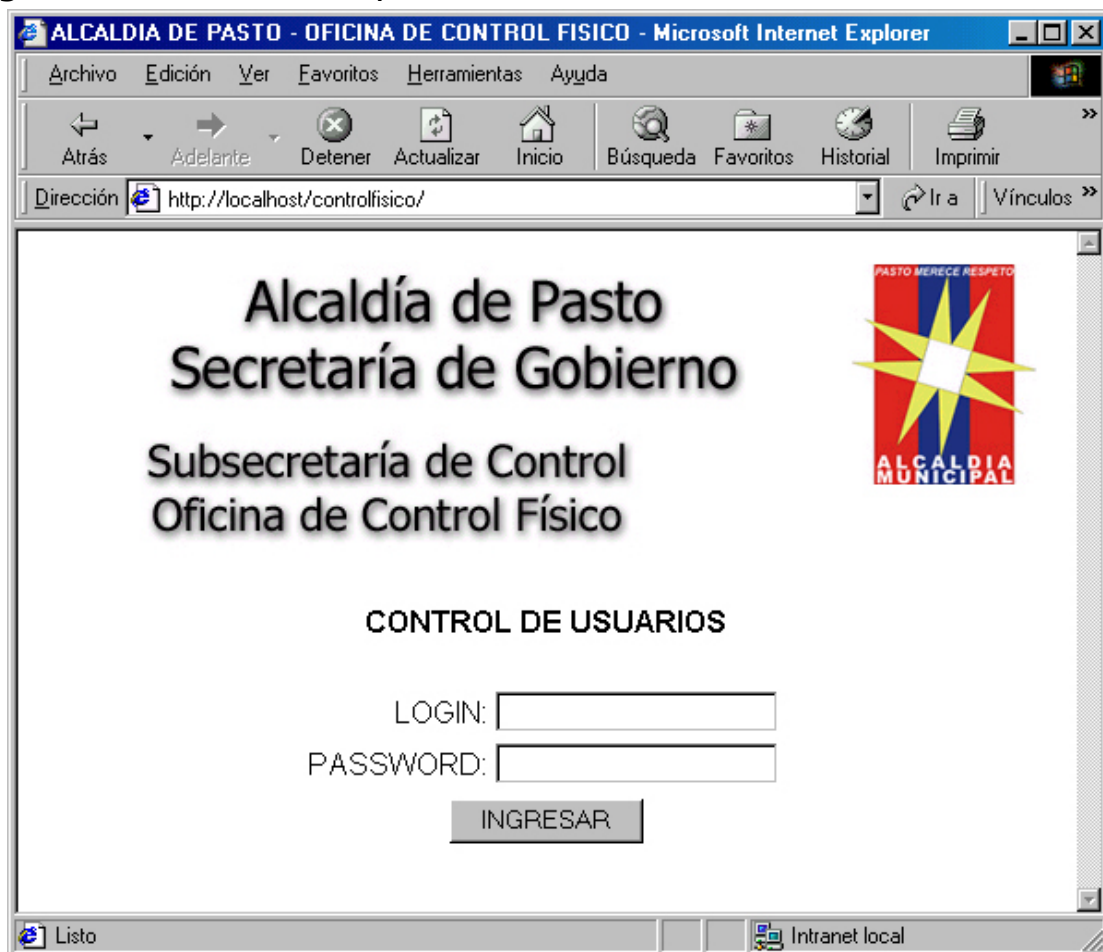 ALCALDIA DE PASTO - OFICINA DE CONTROL FISICO - Microsoft Internet Explorer
Archivo Edición Ver Favoritos Herramientas Ayuda
Atrás Adelante Detener Actualizar Inicio Búsqueda Favoritos Historial Imprimir »
Dirección http://localhost/controlfisico/ Ir a Vínculos »
PASTO MERECE RESPETO
Alcaldía de Pasto
Secretaría de Gobierno
ALCALDIA
MUNICIPAL
Subsecretaría de Control
Oficina de Control Físico
CONTROL DE USUARIOS
LOGIN:
PASSWORD:
INGRESAR
Listo Intranet local